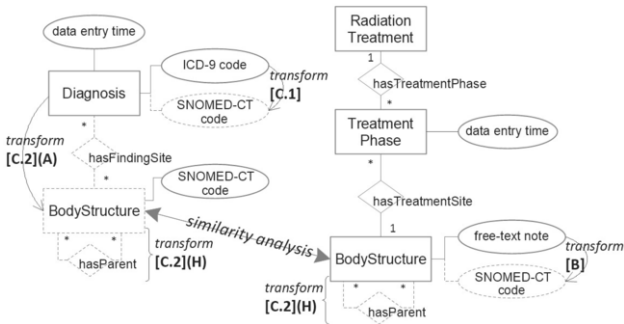 data entry time
Diagnosis
ICD-9 code
transform
[C.1]
SNOMED-CT
code
transform
[C.2](A)
*
hasFindingSite
*
SNOMED-CT
code
BodyStructure
* *
hasParent
transform
[C.2](H)
similarity analysis
Radiation
Treatment
1
hasTreatmentPhase
*
Treatment
Phase
data entry time
*
hasTreatmentSite
1
BodyStructure
free-text note
transform
[B]
SNOMED-CT
code
transform
[C.2](H)
* *
hasParent